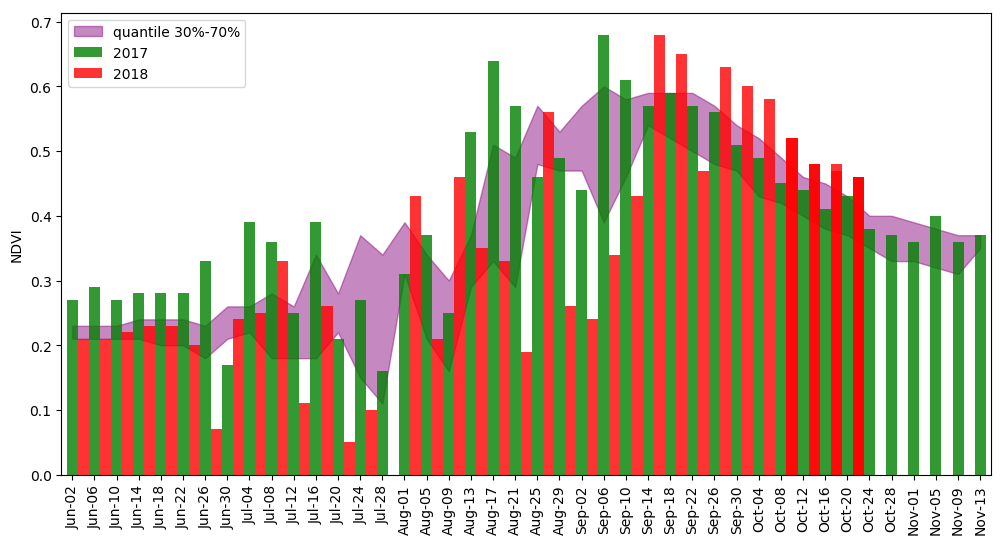 quantile 30%-70%
2017
2018
NDVI
0.7
0.6
0.5
0.4
0.3
0.2
0.1
0.0
Jun-02
Jun-06
Jun-10
Jun-14
Jun-18
Jun-22
Jun-26
Jun-30
Jul-04
Jul-08
Jul-12
Jul-16
Jul-20
Jul-24
Jul-28
Aug-01
Aug-05
Aug-09
Aug-13
Aug-17
Aug-21
Aug-25
Aug-29
Sep-02
Sep-06
Sep-10
Sep-14
Sep-18
Sep-22
Sep-26
Sep-30
Oct-04
Oct-08
Oct-12
Oct-16
Oct-20
Oct-24
Oct-28
Nov-01
Nov-05
Nov-09
Nov-13